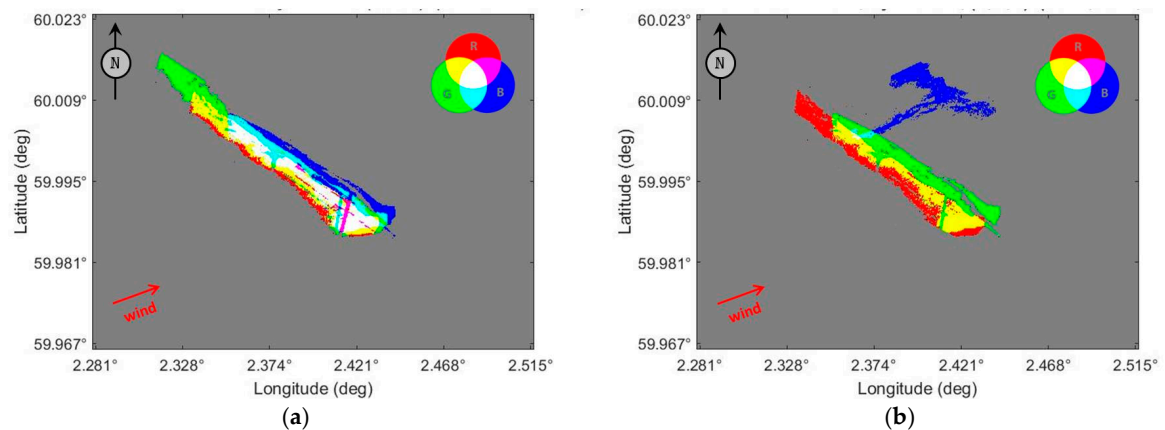 60.023°
60.009°
59.995°
59.981°
59.967°
Latitude (deg)
N
R
G
B
wind
2.281°
2.328°
2.374°
2.421°
2.468°
2.515°
Longitude (deg)
(a)
60.023°
60.009°
59.995°
59.981°
59.967°
Latitude (deg)
N
R
G
B
wind
2.281°
2.328°
2.374°
2.421°
2.468°
2.515°
Longitude (deg)
(b)